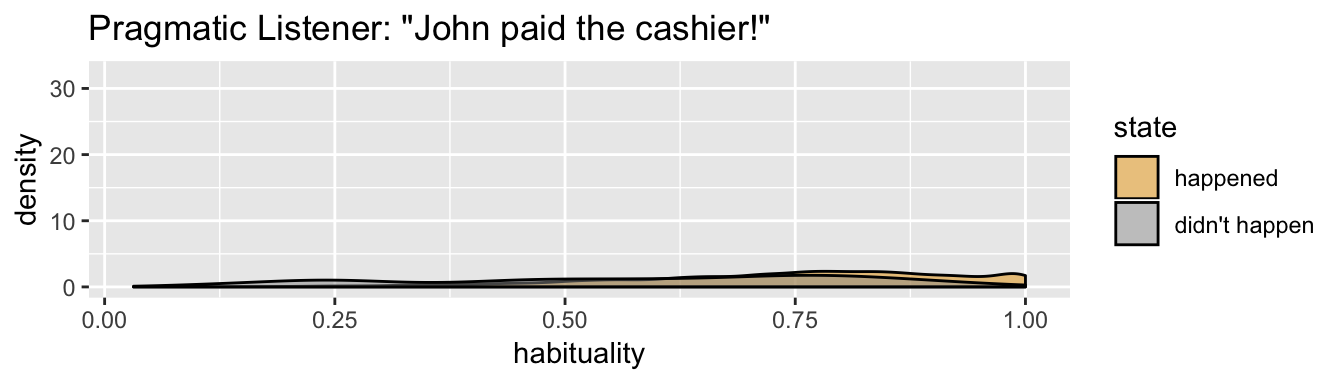 Pragmatic Listener: "John paid the cashier!"
30
20
10
0
density
0.00 0.25 0.50 0.75 1.00
habituality
state
happened
didn't happen